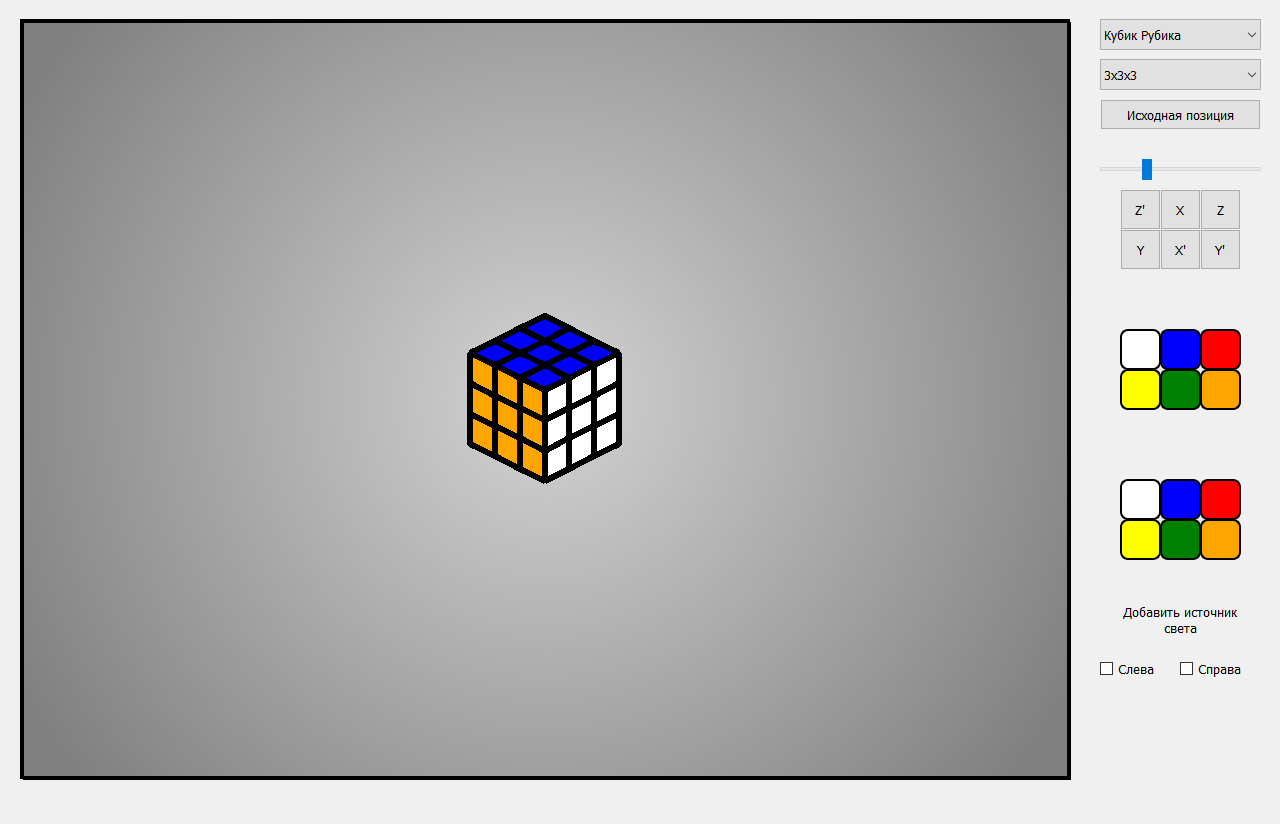 Кубик Рубика
3x3x3
Исходная позиция
Z' X Z
Y X' Y'
Добавить источник
света
Слева Справа